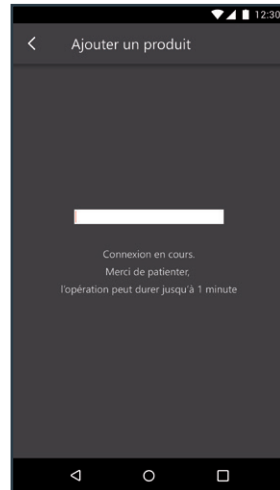 12:30
Ajouter un produit
Connexion en cours.
Merci de patienter,
l'opération peut durer jusqu'à 1 minute